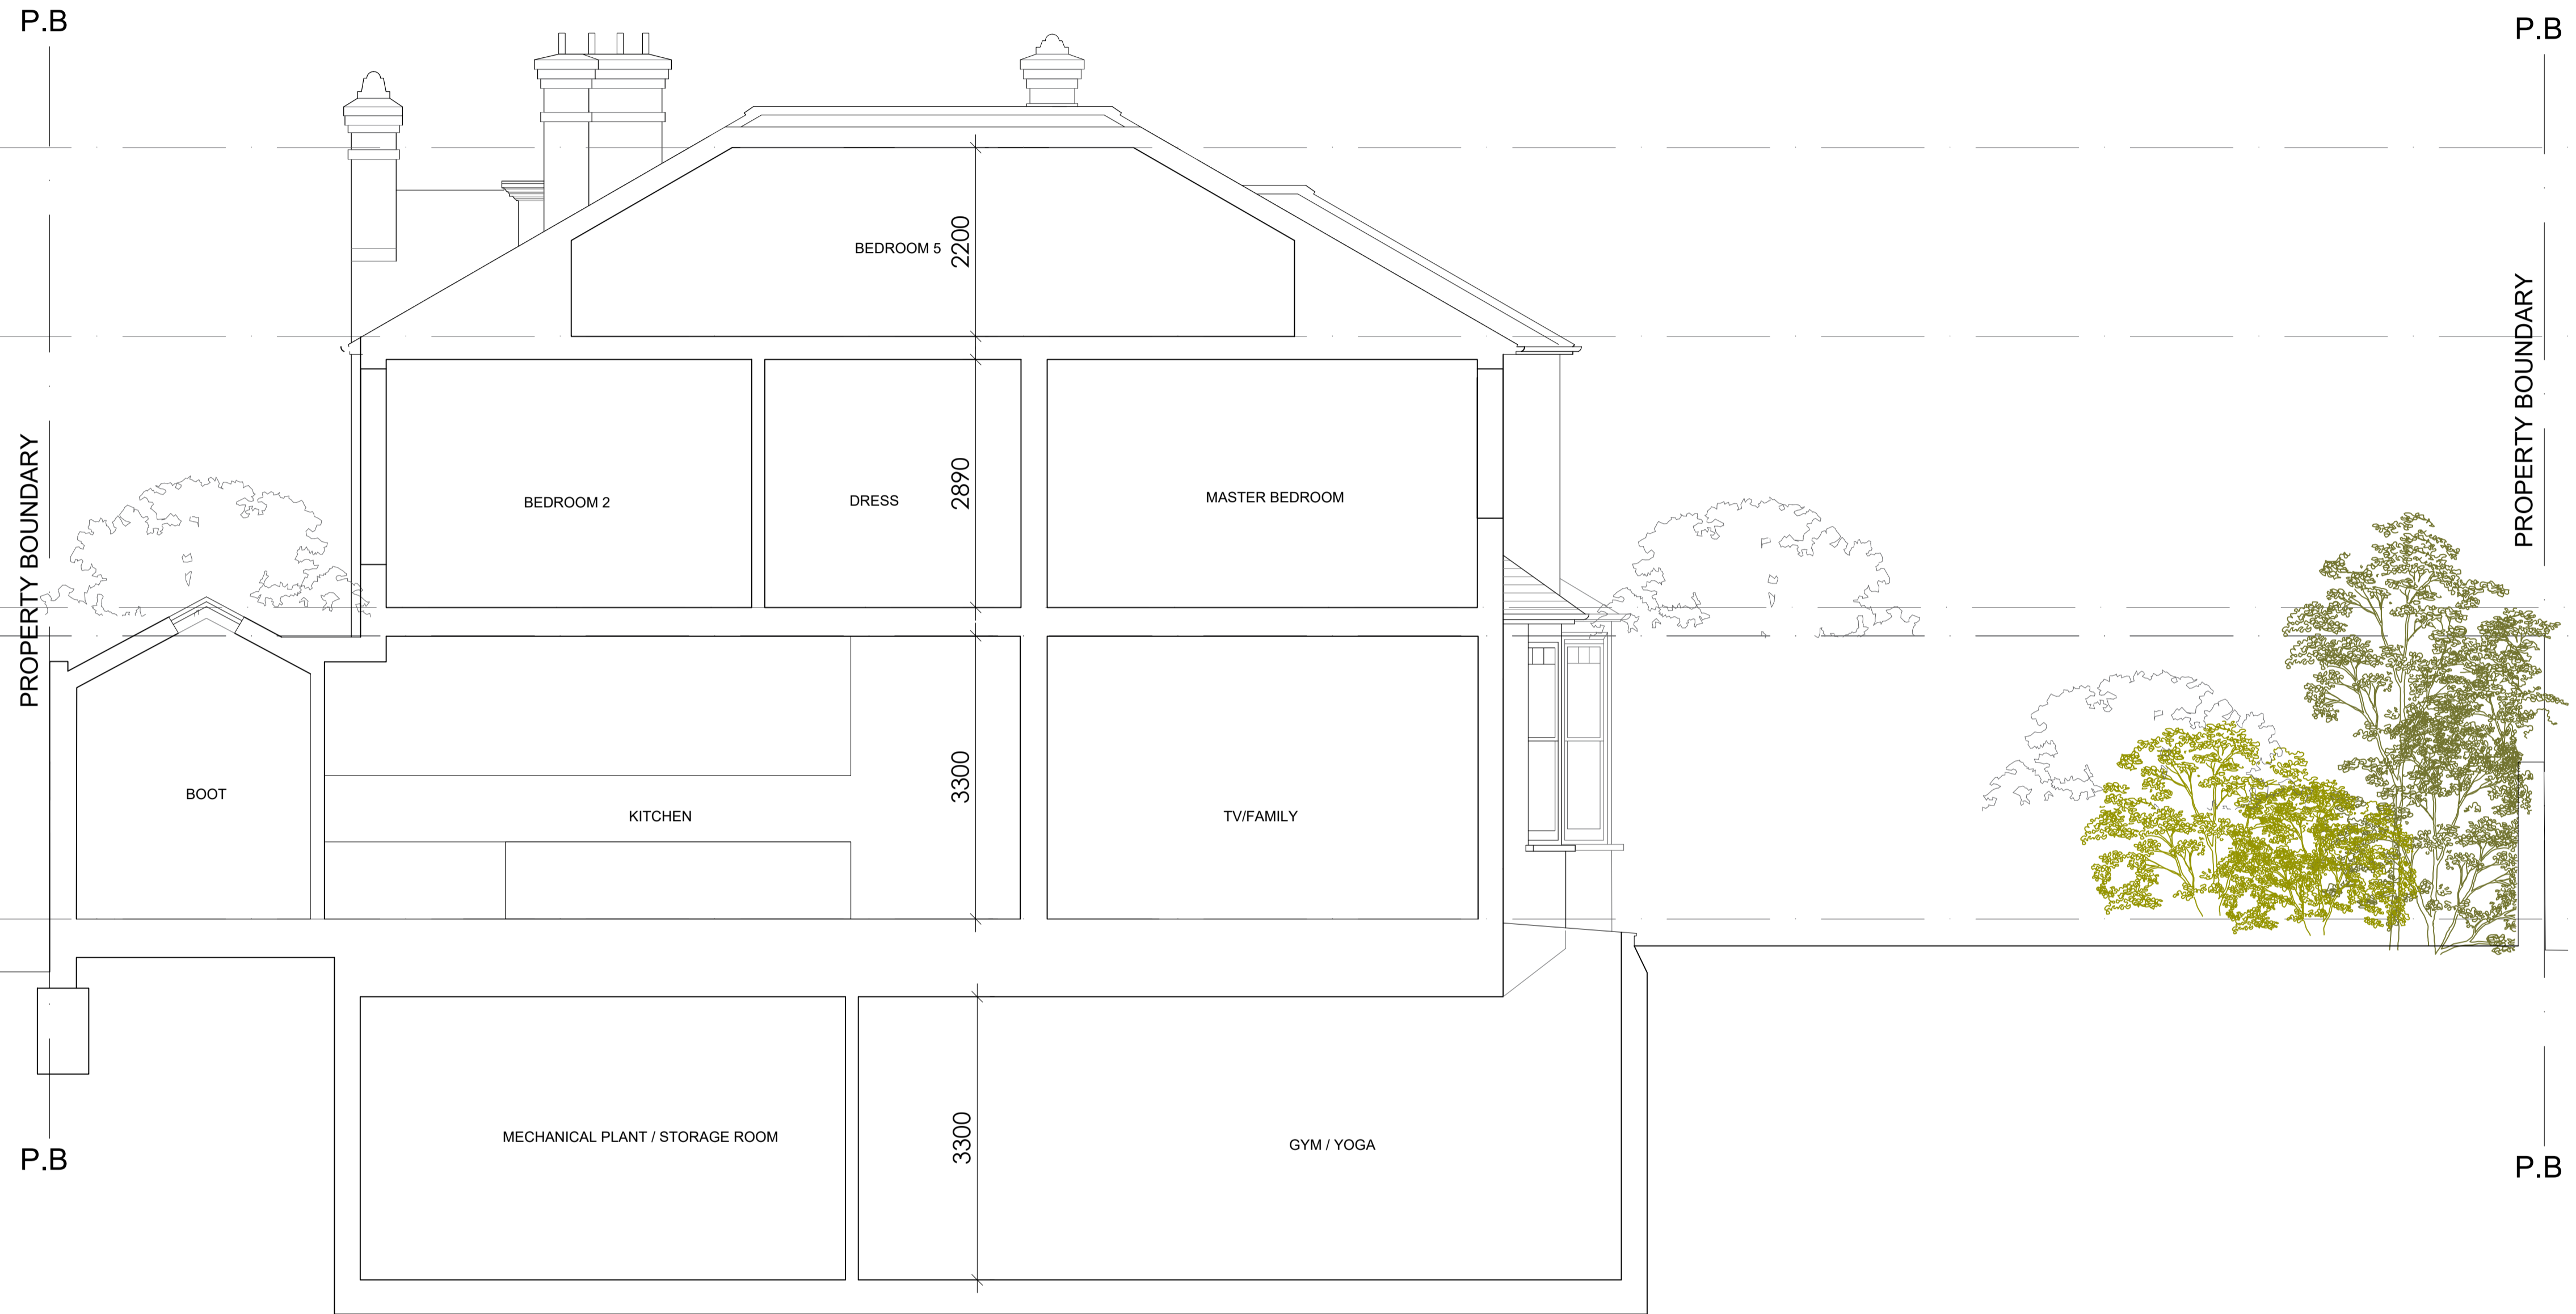 P.B
P.B
BEDROOM 5
2200
PROPERTY BOUNDARY
PROPERTY BOUNDARY
BEDROOM 2
DRESS
2890
MASTER BEDROOM
BOOT
KITCHEN
3300
TV/FAMILY
MECHANICAL PLANT / STORAGE ROOM
3300
GYM / YOGA
P.B
P.B